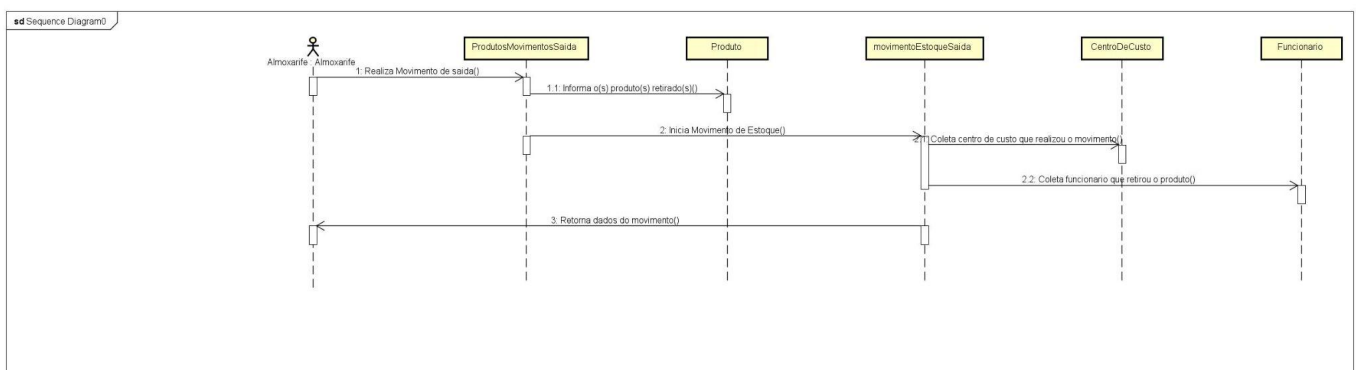 sd Sequence Diagram0
Almoxarife : Almoxarife
ProdutosMovimentosSaida
Produto
movimentoEstoqueSaida
CentroDeCusto
Funcionario
1: Realiza Movimento de saida()
1.1: Informa o(s) produto(s) retirado(s)()
2: Inicia Movimento de Estoque()
Coleta centro de custo que realizou o movimento()
2.2: Coleta funcionario que retirou o produto()
3: Retorna dados do movimento()